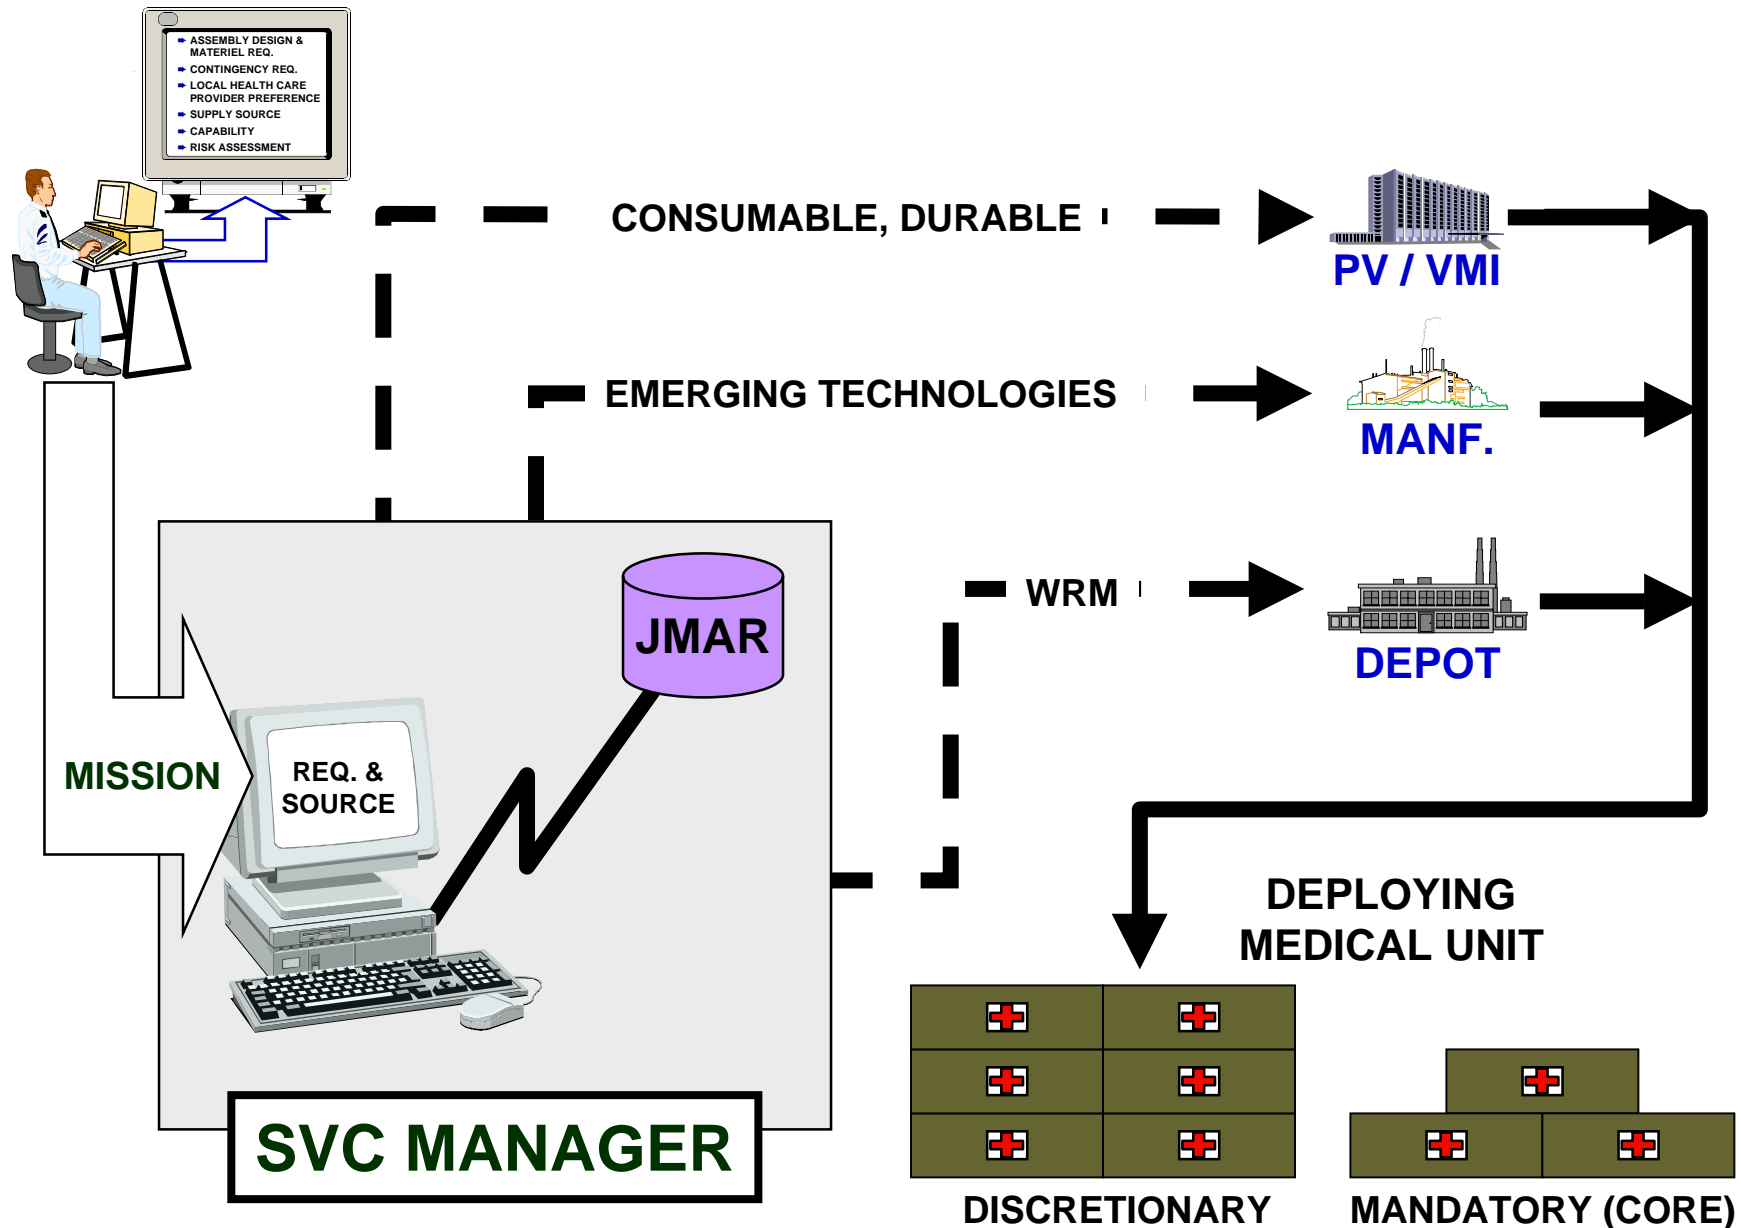 ASSEMBLY DESIGN &
MATERIEL REQ.
CONTINGENCY REQ.
LOCAL HEALTH CARE
PROVIDER PREFERENCE
SUPPLY SOURCE
CAPABILITY
RISK ASSESSMENT
CONSUMABLE, DURABLE
PV / VMI
EMERGING TECHNOLOGIES
MANF.
WRM
DEPOT
JMAR
MISSION
REQ. &
SOURCE
SVC MANAGER
DEPLOYING
MEDICAL UNIT
DISCRETIONARY
MANDATORY (CORE)